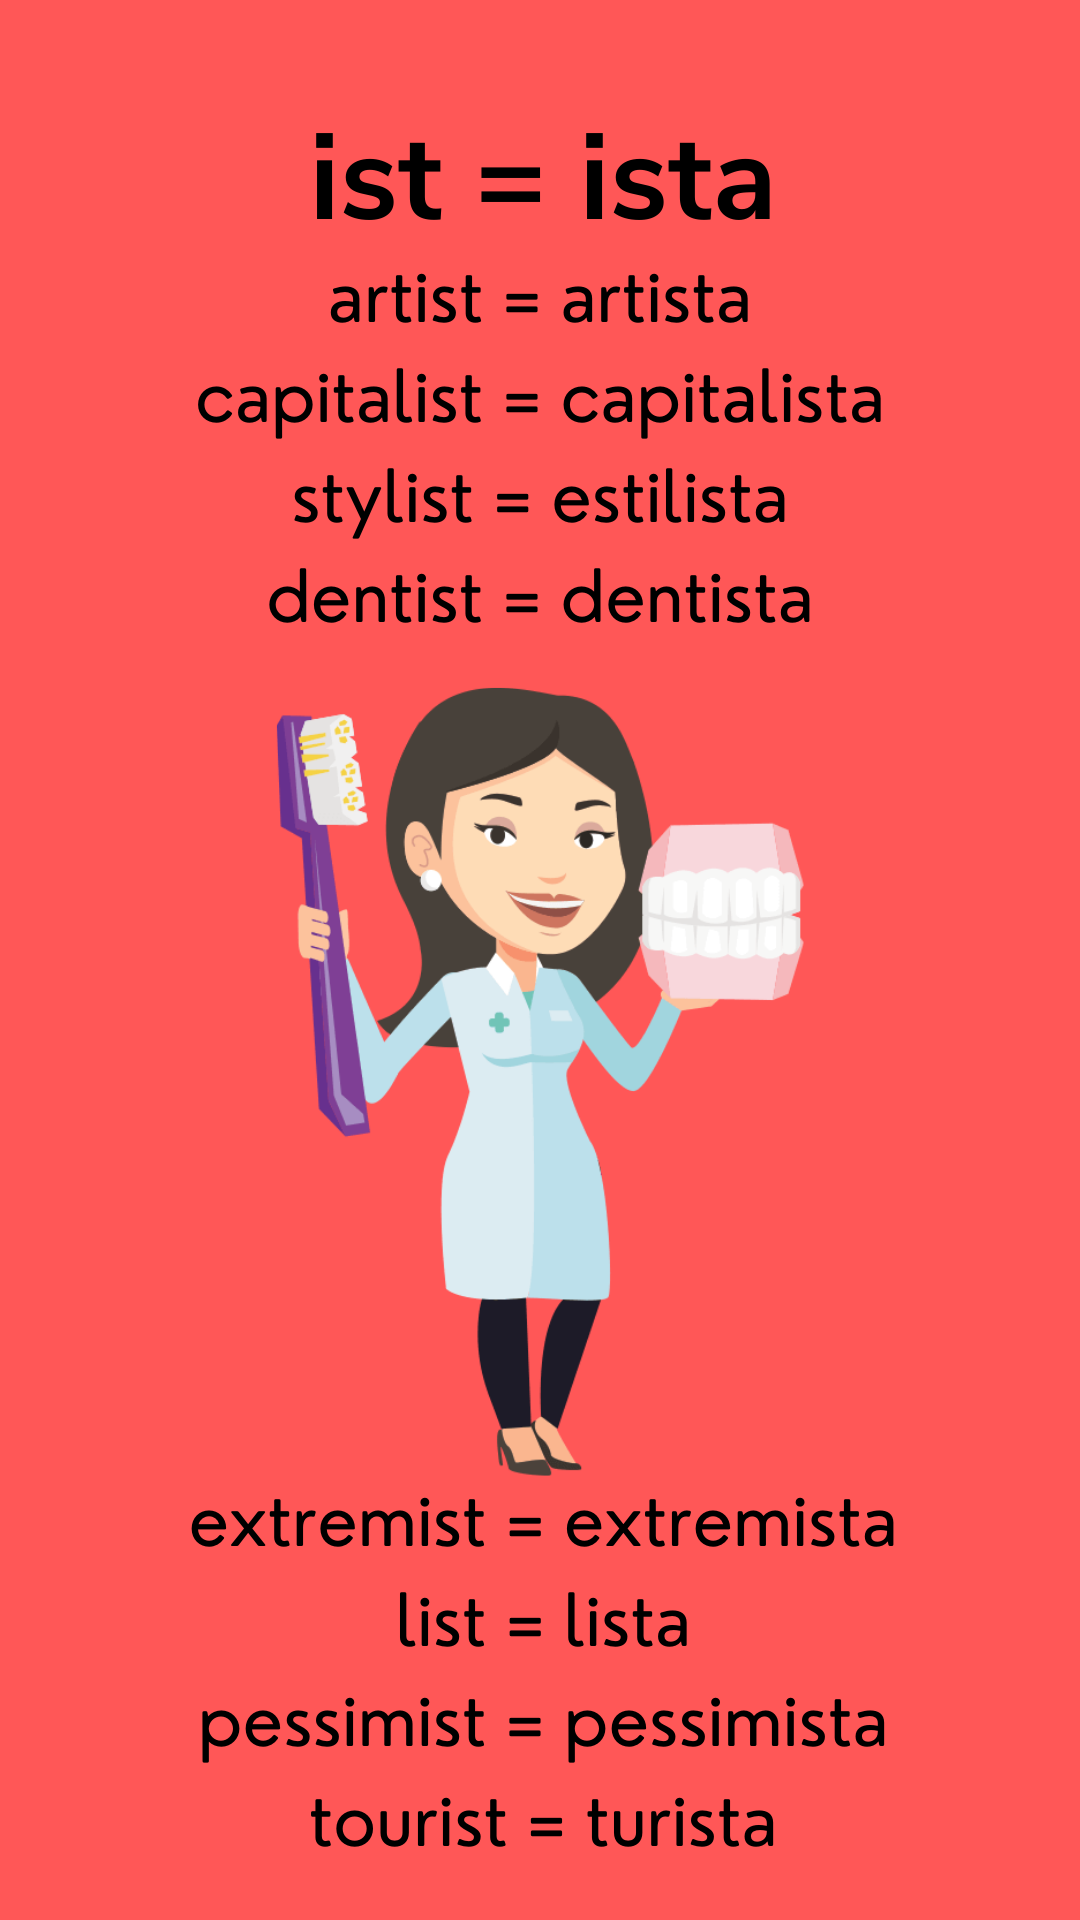 ist = ista
artist = artista
capitalist = capitalista
stylist = estilista
dentist = dentista
extremist = extremista
list = lista
pessimist = pessimista
tourist = turista